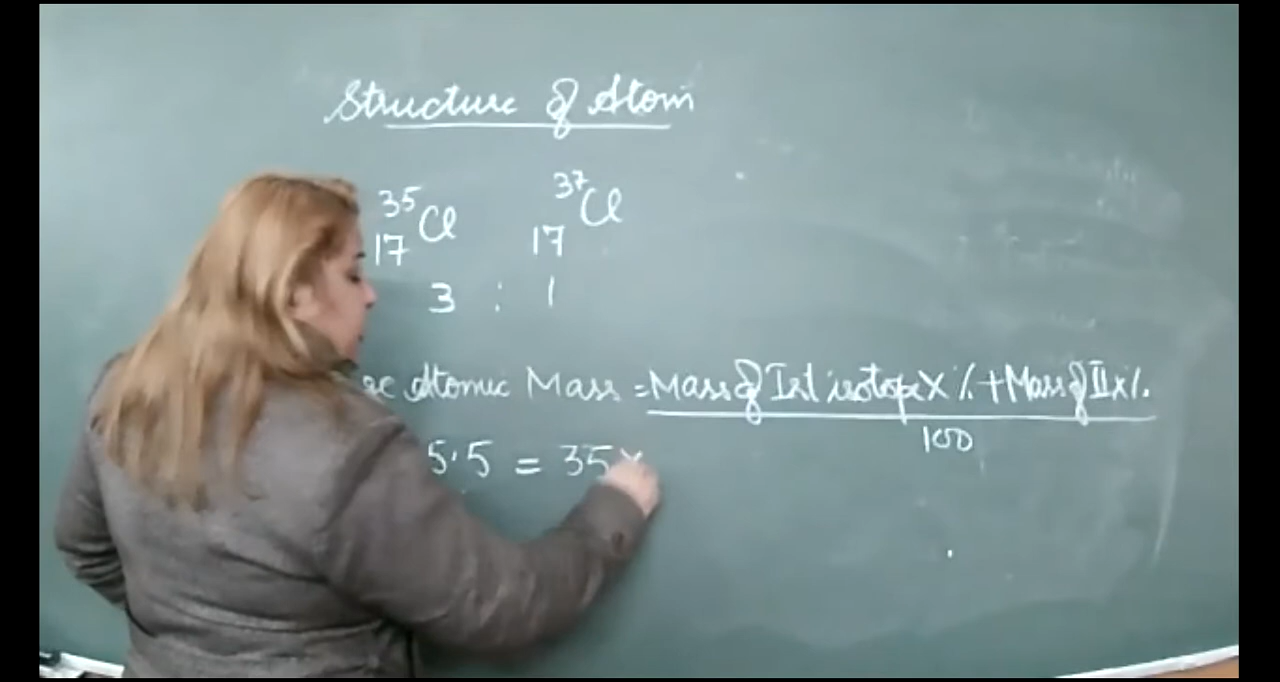 Structure of Atom
35 Cl 17 37 Cl 17
3 : 1
Atomic Mass = Mass of Ist isotope X % + Mass of II x %
100
5.5 = 35 x